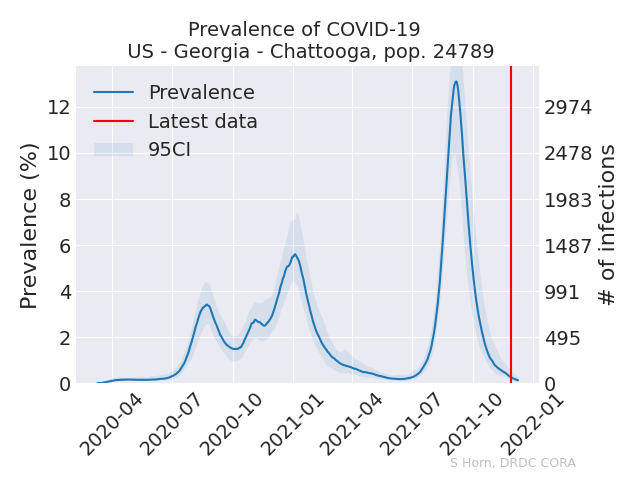 Prevalence of COVID-19
US - Georgia - Chattooga, pop. 24789
Prevalence
Latest data
95CI
Prevalence (%)
12
10
8
6
4
2
0
2974
2478
1983
1487
991
495
0
# of infections
2020-04
2020-07
2020-10
2021-01
2021-04
2021-07
2021-10
2022-01
S Horn, DRDC CORA